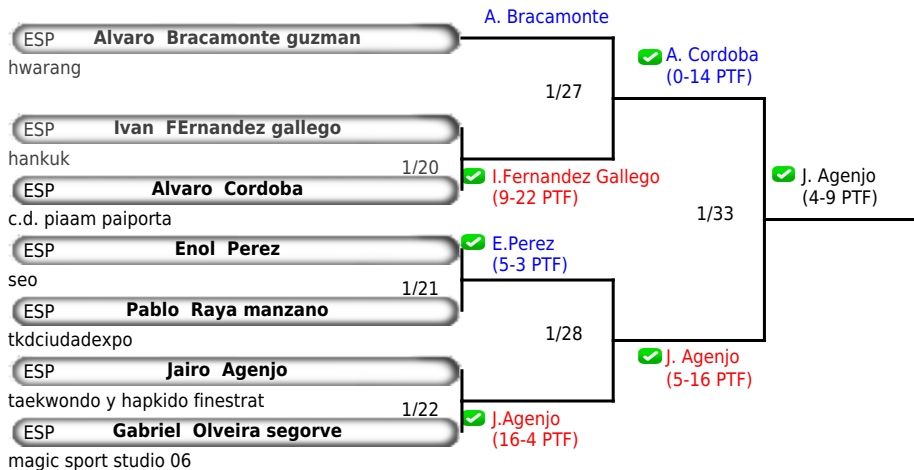 A. Bracamonte
ESP Alvaro Bracamonte guzman
hwarang
A. Cordoba
(0-14 PTF)
1/27
ESP Ivan FErnandez gallego
hankuk
1/20
I.Fernandez Gallego
(9-22 PTF)
ESP Alvaro Cordoba
c.d. piaam paiporta
J. Agenjo
(4-9 PTF)
1/33
ESP Enol Perez
seo
E.Perez
(5-3 PTF)
1/21
ESP Pablo Raya manzano
tkdciudadexpo
1/28
J. Agenjo
(5-16 PTF)
ESP Jairo Agenjo
taekwondo y hapkido finestrat
1/22
J.Agenjo
(16-4 PTF)
ESP Gabriel Olveira segorve
magic sport studio 06